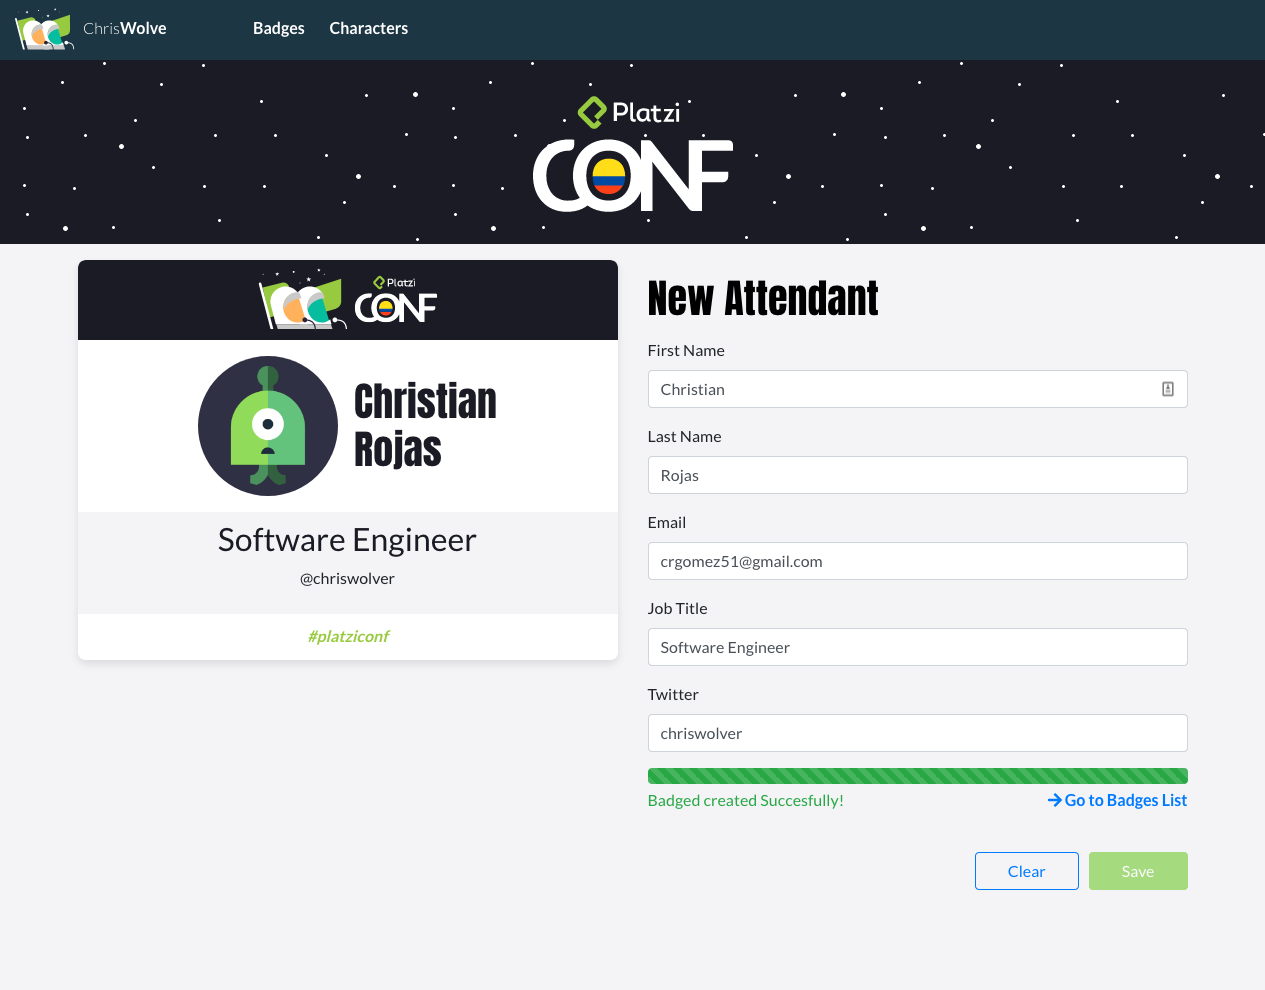 ChrisWolve
Badges
Characters
Platzi
CONF
Platzi
CONF
Christian
Rojas
Software Engineer
@chriswolver
#platziconf
New Attendant
First Name
Christian
Last Name
Rojas
Email
crgomez51@gmail.com
Job Title
Software Engineer
Twitter
chriswolver
Badged created Succesfully!
Go to Badges List
Clear
Save